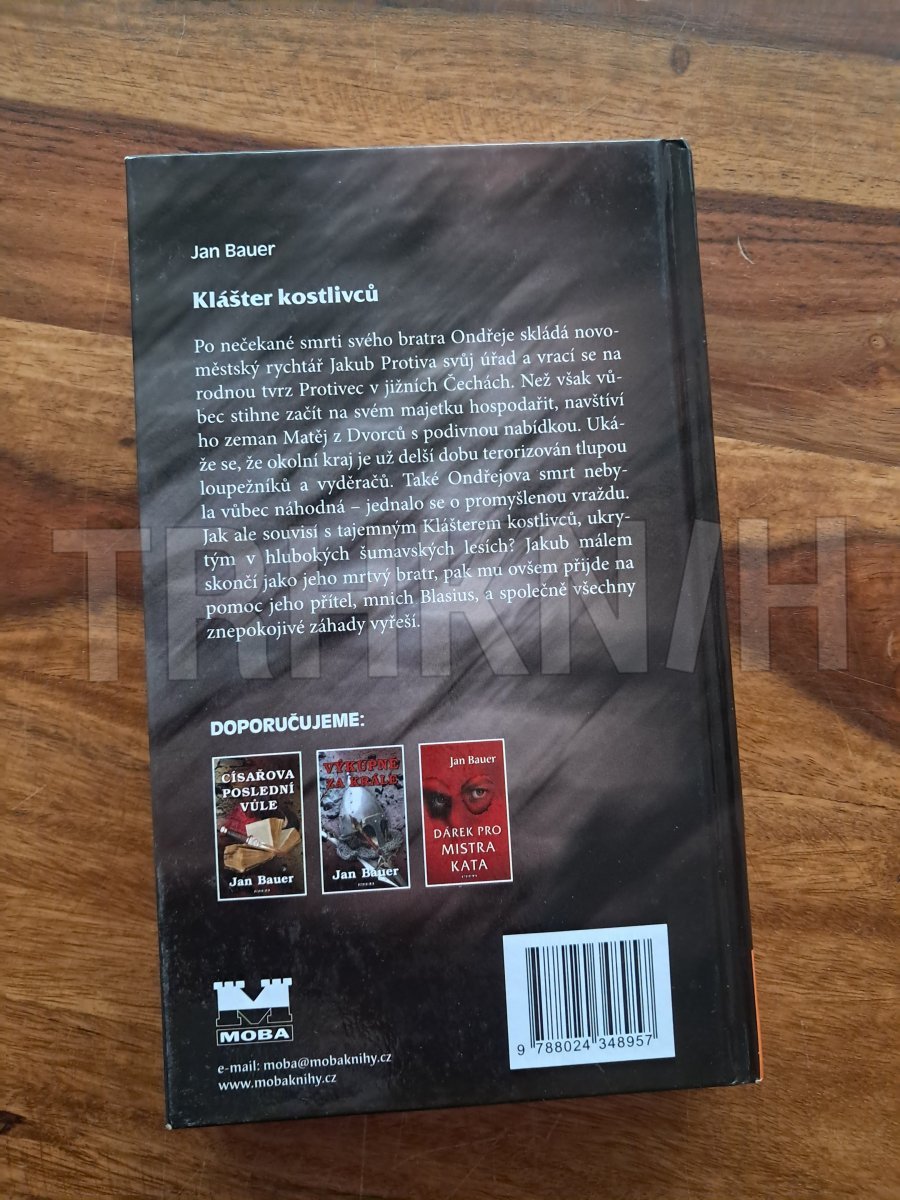 Jan Bauer
Klášter kostlivců
Po nečekané smrti svého bratra Ondřeje skládá novo-
městský rychtář Jakub Protiva svůj úřad a vrací se na
rodnou tvrz Protivec v jižních Čechách. Než však vů-
bec stihne začít na svém majetku hospodařit, navštíví
ho zeman Matěj z Dvorců s podivnou nabídkou. Uká-
že se, že okolní kraj je už delší dobu terorizován tlupou
loupežníků a vyděračů. Také Ondřejova smrt neby-
la vůbec náhodná – jednalo se o promyšlenou vraždu.
Jak ale souvisí s tajemným Klášterem kostlivců, ukry-
tým v hlubokých šumavských lesích? Jakub málem
skončí jako jeho mrtvý bratr, pak mu ovšem přijde na
pomoc jeho přítel, mnich Blasius, a společně všechny
znepokojivé záhady vyřeší.
TRHKNIH
DOPORUČUJEME:
CÍSAŘOVA
POSLEDNÍ
VŮLE
Jan Bauer
VÝKUPNÉ
ZA KRÁLE
Jan Bauer
Jan Bauer
DÁREK PRO
MISTRA
KATA
MOBA
e-mail: moba@mobaknihy.cz
www.mobaknihy.cz
9 788024 348957